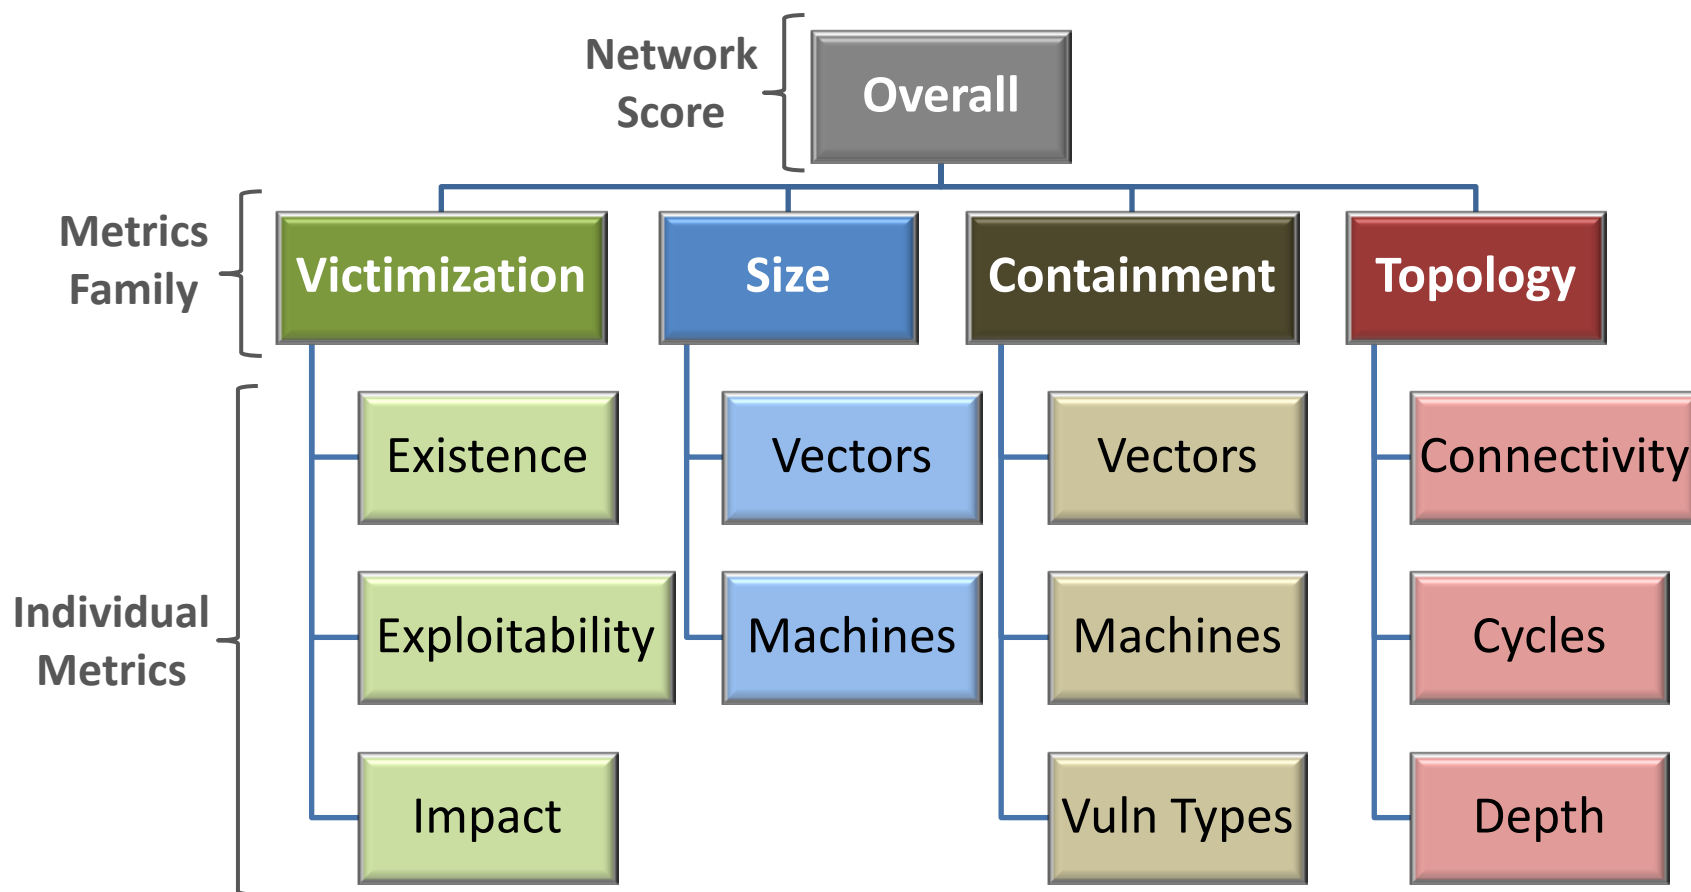 Network
Score
Overall
Metrics
Family
Victimization
Size
Containment
Topology
Individual
Metrics
Existence
Vectors
Vectors
Connectivity
Exploitability
Machines
Machines
Cycles
Impact
Vuln Types
Depth